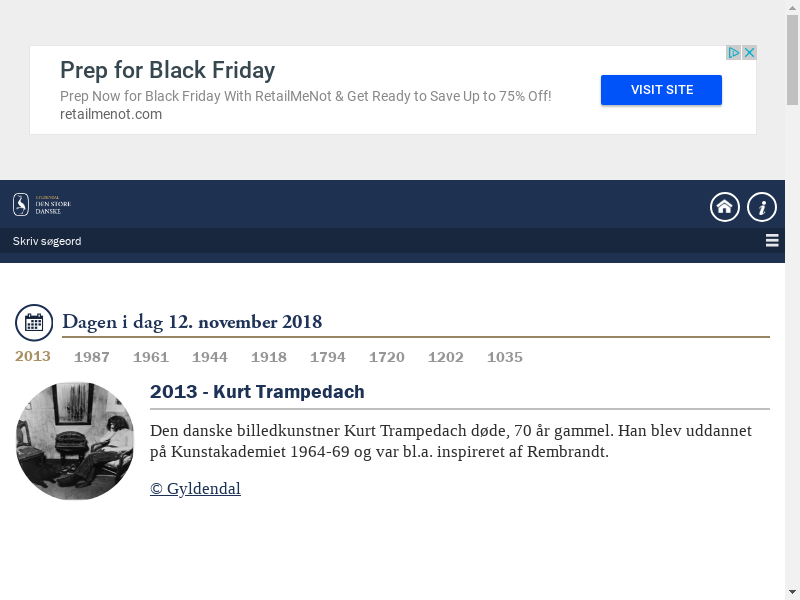 Prep for Black Friday
Prep Now for Black Friday With RetailMeNot & Get Ready to Save Up to 75% Off!
retailmenot.com
VISIT SITE
GYLDENDAL
DEN STORE
DANSKE
Skriv søgeord
Dagen i dag 12. november 2018
2013 1987 1961 1944 1918 1794 1720 1202 1035
2013 - Kurt Trampedach
Den danske billedkunstner Kurt Trampedach døde, 70 år gammel. Han blev uddannet
på Kunstakademiet 1964-69 og var bl.a. inspireret af Rembrandt.
© Gyldendal